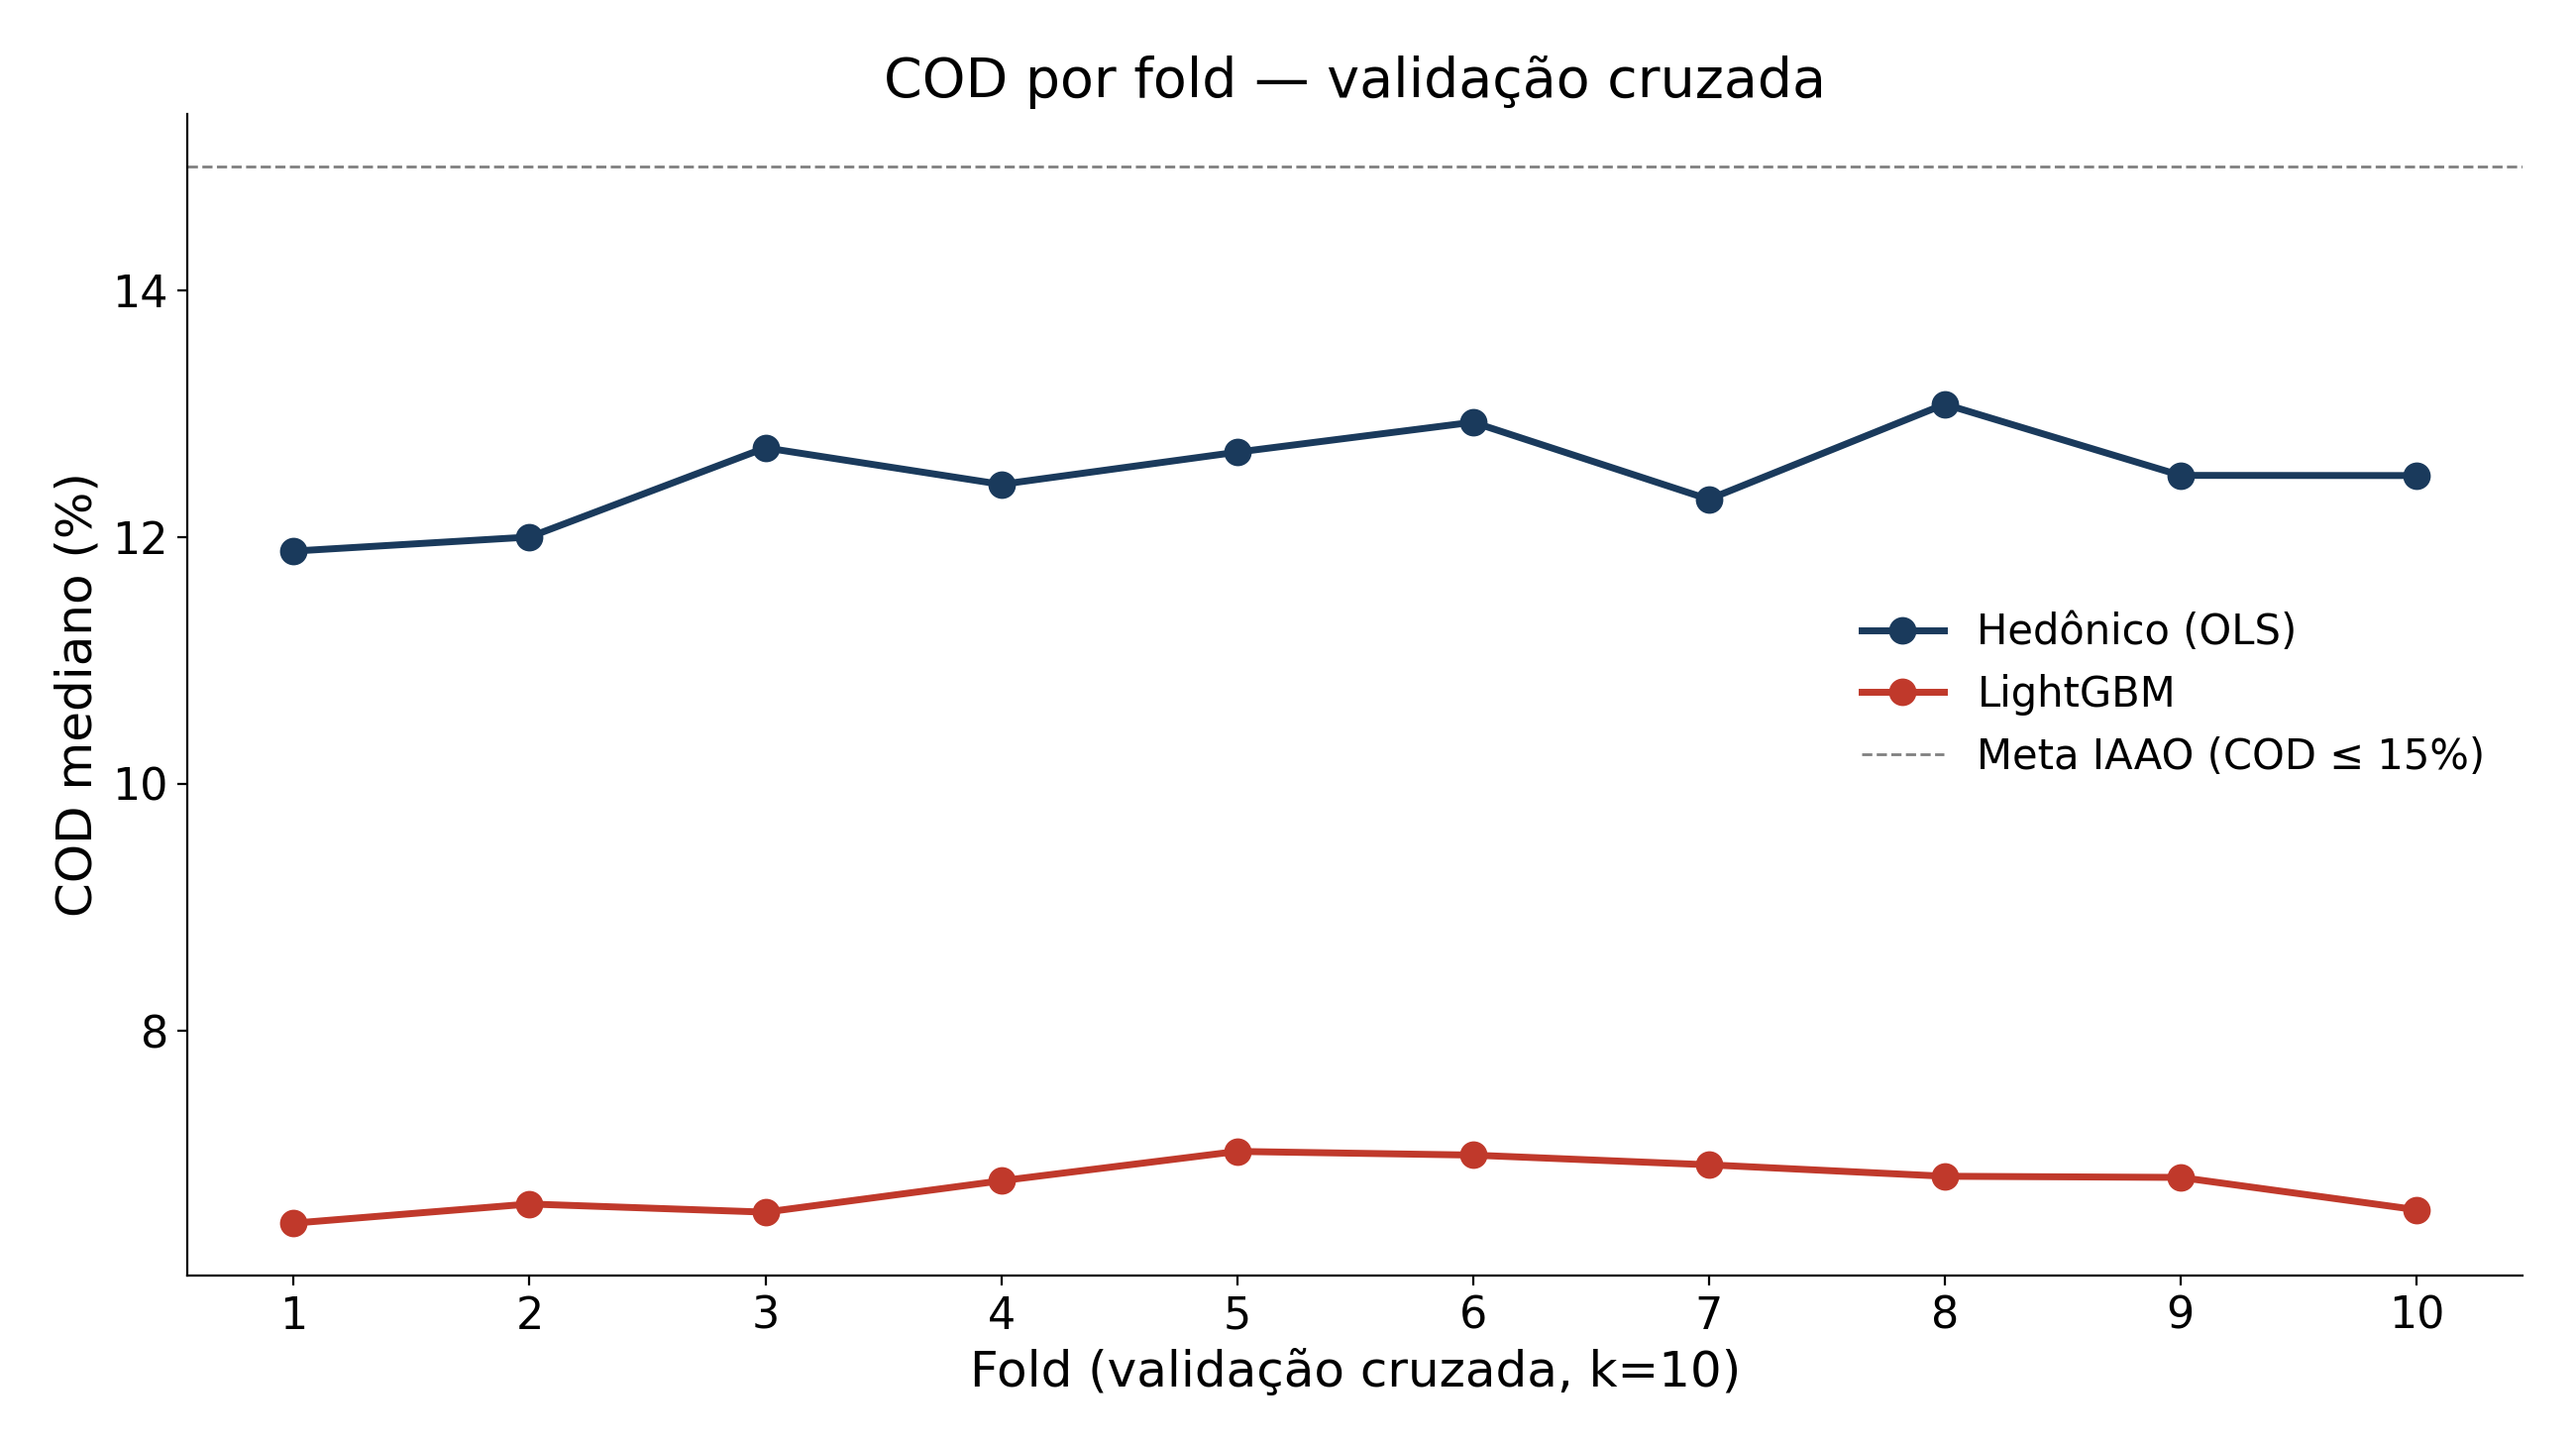 COD por fold — validação cruzada
COD mediano (%)
14
12
10
8
Hedônico (OLS)
LightGBM
Meta IAAO (COD ≤ 15%)
1 2 3 4 5 6 7 8 9 10
Fold (validação cruzada, k=10)